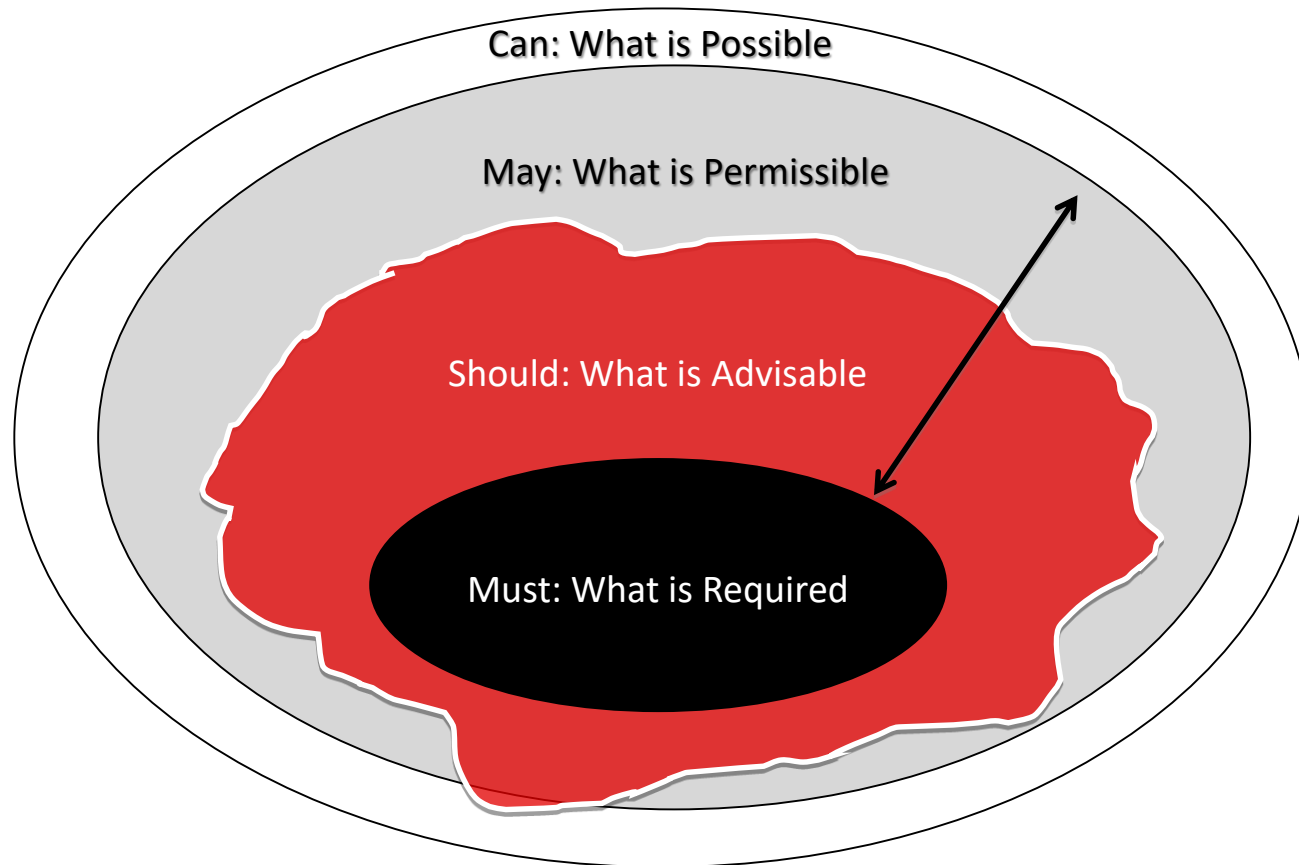 Can: What is Possible
May: What is Permissible
Should: What is Advisable
Must: What is Required